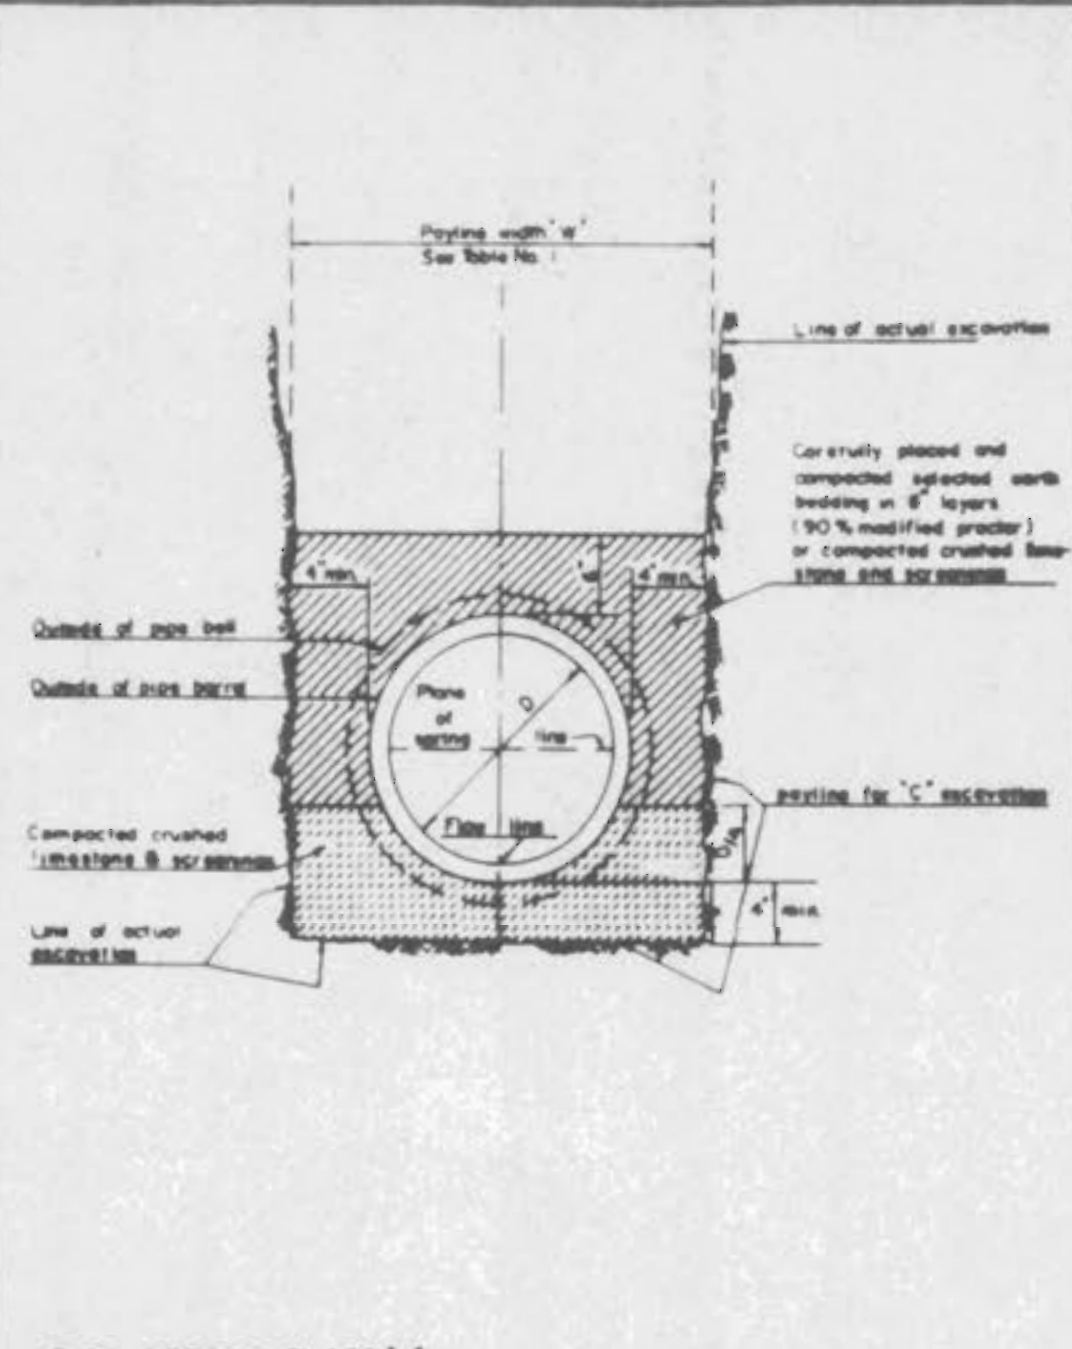 Payline width "W"
See Table No. 1
Line of actual excavation
Carefully placed and
compacted selected earth
bedding in 6" layers
(90 % modified proctor)
or compacted crushed lime-
stone and screenings
4" min.
4" min.
Outside of pipe bell
Outside of pipe barrel
Plane
of
spring line
D
Flow line
payline for "C" excavation
Compacted crushed
limestone & screenings
D/4
4" min.
Line of actual
excavation